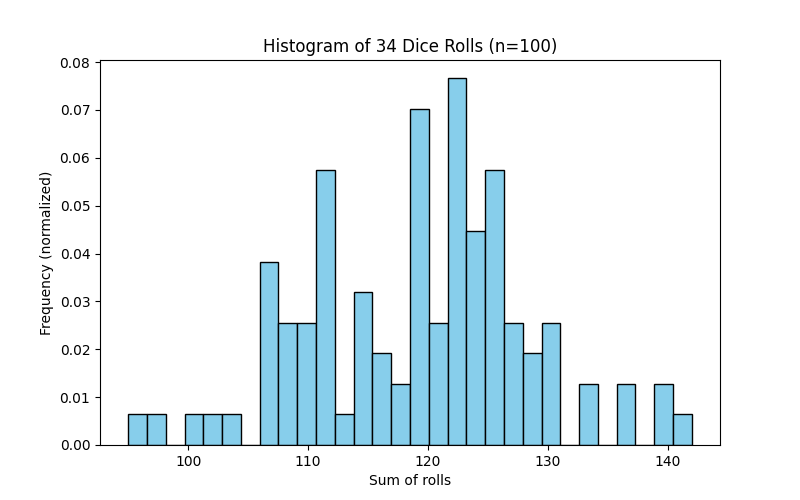 Histogram of 34 Dice Rolls (n=100)
Frequency (normalized)
0.08
0.07
0.06
0.05
0.04
0.03
0.02
0.01
0.00
100 110 120 130 140
Sum of rolls